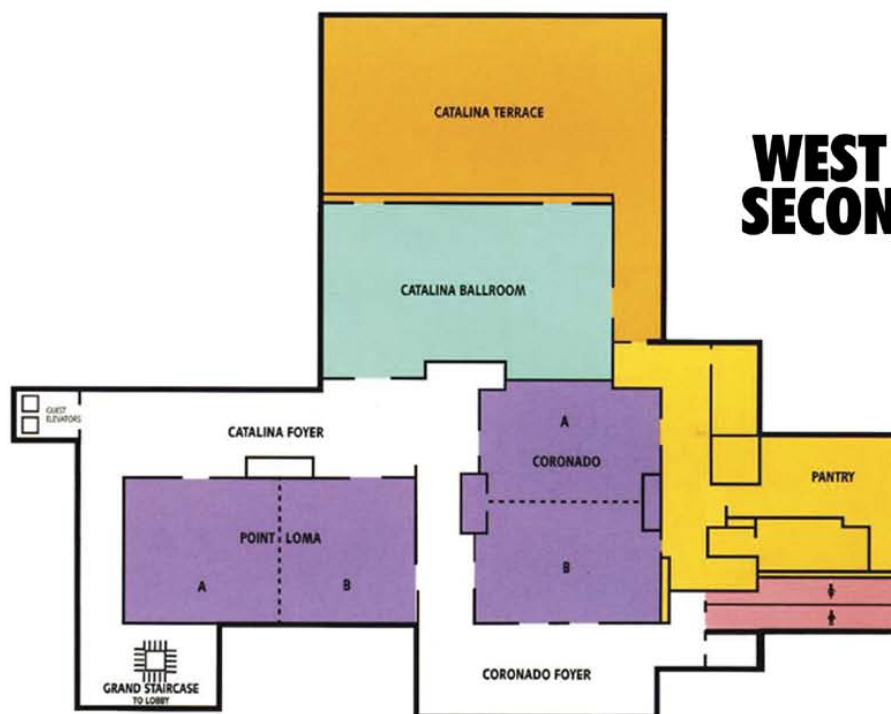 CATALINA TERRACE
WEST
SECON
CATALINA BALLROOM
GUEST
ELEVATORS
CATALINA FOYER
A
CORONADO
PANTRY
POINT LOMA
A
B
B
CORONADO FOYER
GRAND STAIRCASE
TO LOBBY